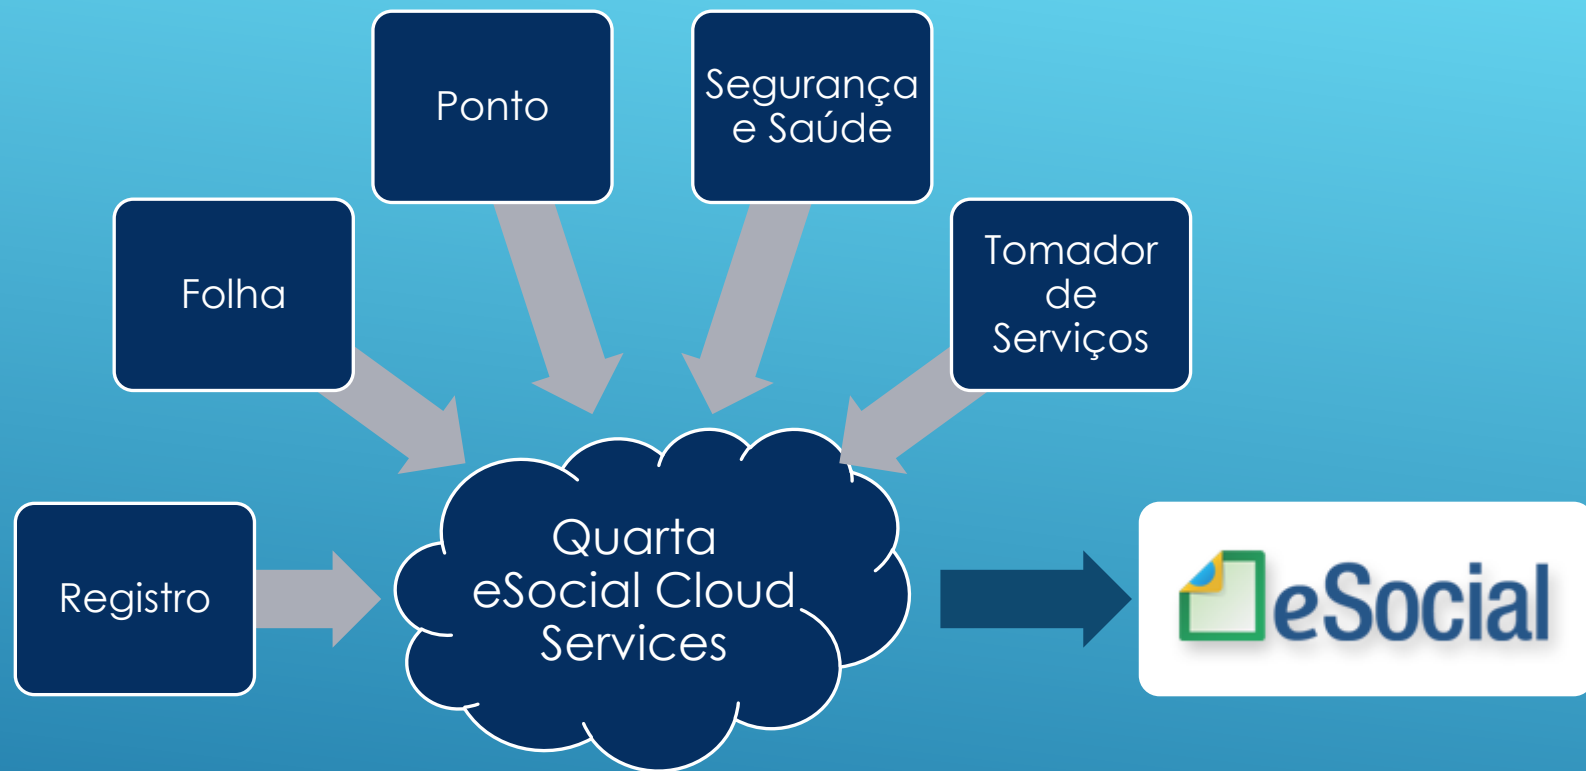 Ponto
Segurança
e Saúde
Folha
Tomador
de
Serviços
Registro
Quarta
eSocial Cloud
Services
eSocial